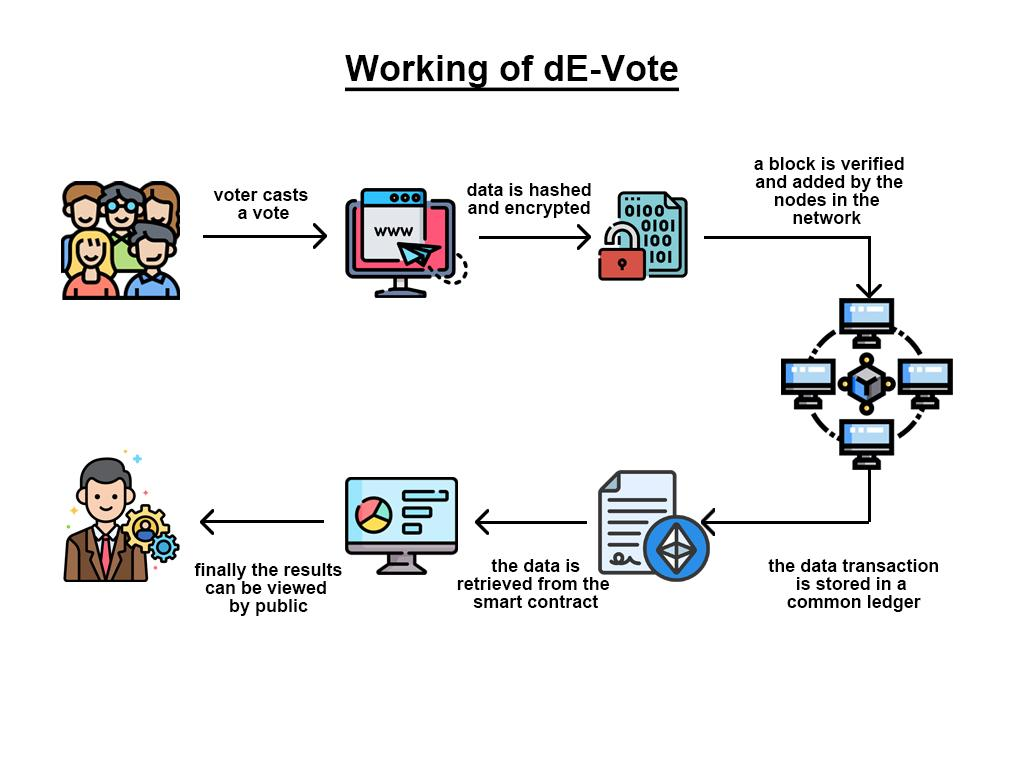 Working of dE-Vote
voter casts
a vote
data is hashed
and encrypted
a block is verified
and added by the
nodes in the
network
www
0100
0101
100
101
the data transaction
is stored in a
common ledger
the data is
retrieved from the
smart contract
finally the results
can be viewed
by public